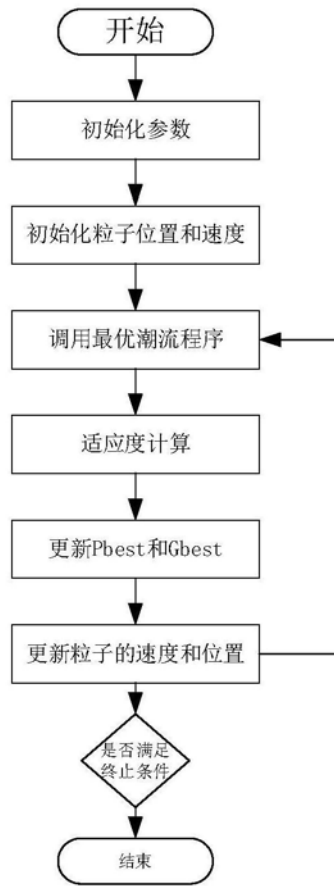 开始
初始化参数
初始化粒子位置和速度
调用最优潮流程序
适应度计算
更新Pbest和Gbest
更新粒子的速度和位置
是否满足
终止条件
结束